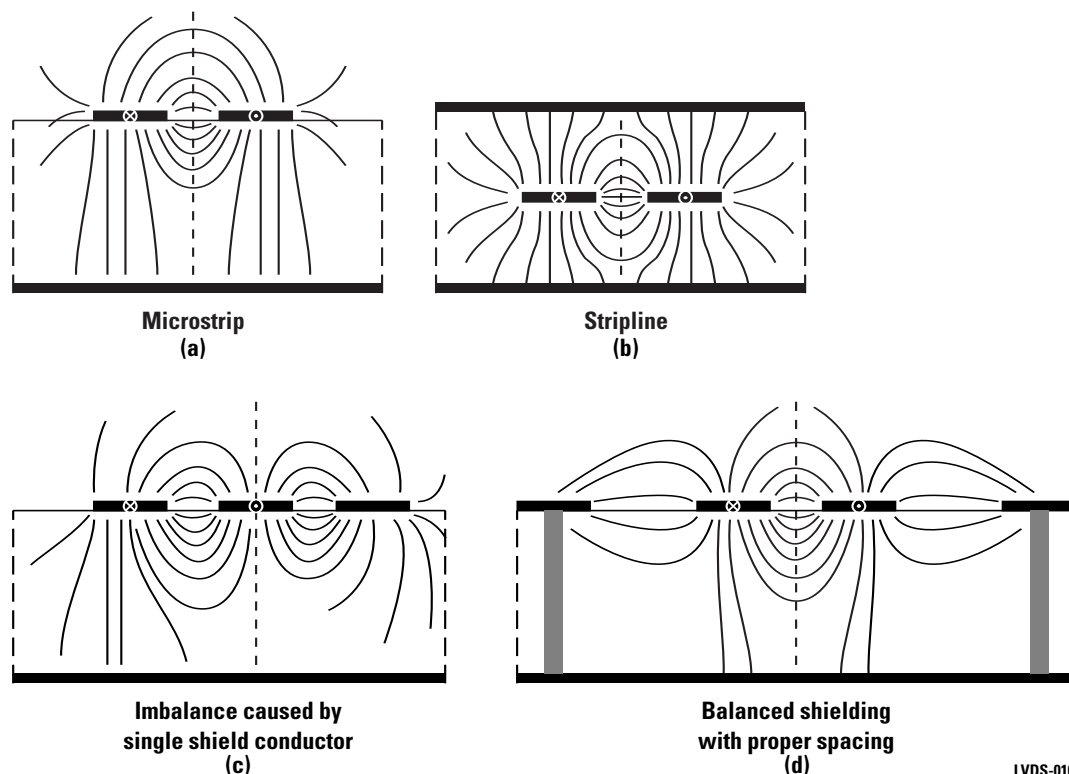 Microstrip
(a)
Stripline
(b)
Imbalance caused by
single shield conductor
(c)
Balanced shielding
with proper spacing
(d)